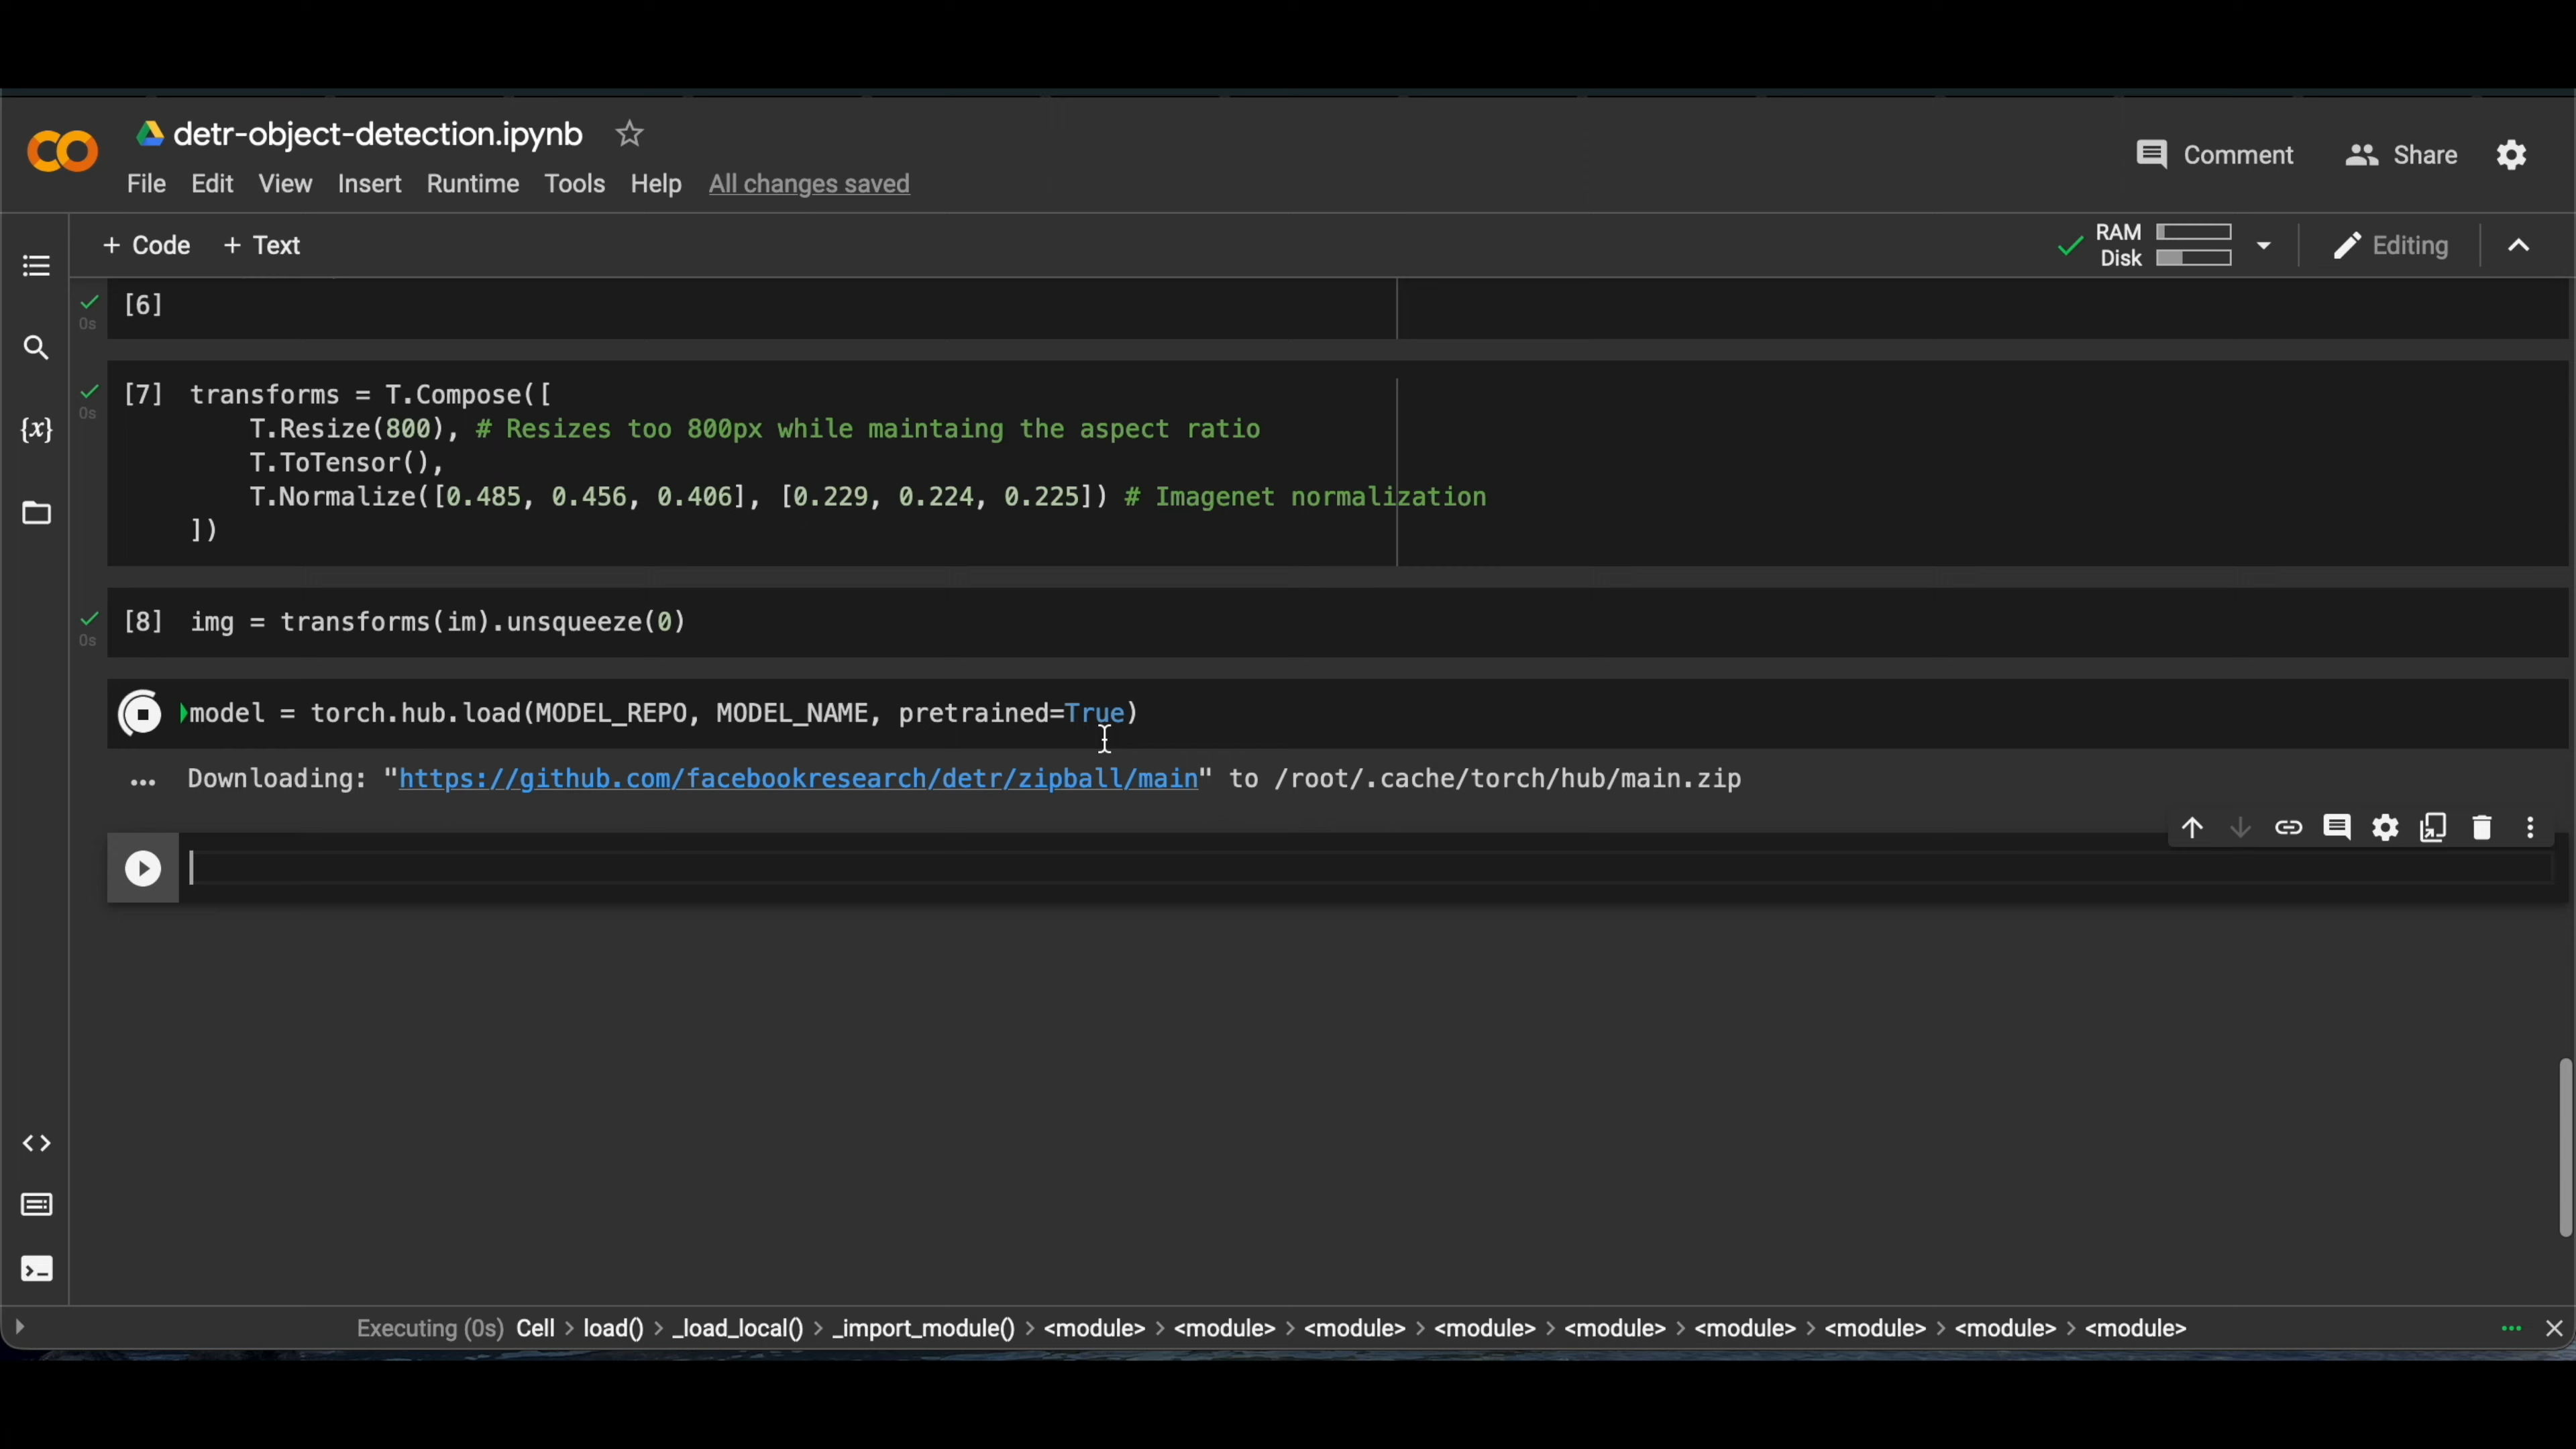 detr-object-detection.ipynb
File Edit View Insert Runtime Tools Help All changes saved
Comment Share
+ Code + Text
RAM
Disk
Editing
[6]
0s
[7] transforms = T.Compose([
0s
T.Resize(800), # Resizes too 800px while maintaing the aspect ratio
T.ToTensor(),
T.Normalize([0.485, 0.456, 0.406], [0.229, 0.224, 0.225]) # Imagenet normalization
])
[8] img = transforms(im).unsqueeze(0)
0s
model = torch.hub.load(MODEL_REPO, MODEL_NAME, pretrained=True)
Downloading: "https://github.com/facebookresearch/detr/zipball/main" to /root/.cache/torch/hub/main.zip
Executing (0s) Cell > load() > _load_local() > _import_module() > <module> > <module> > <module> > <module> > <module> > <module> > <module> > <module> > <module>